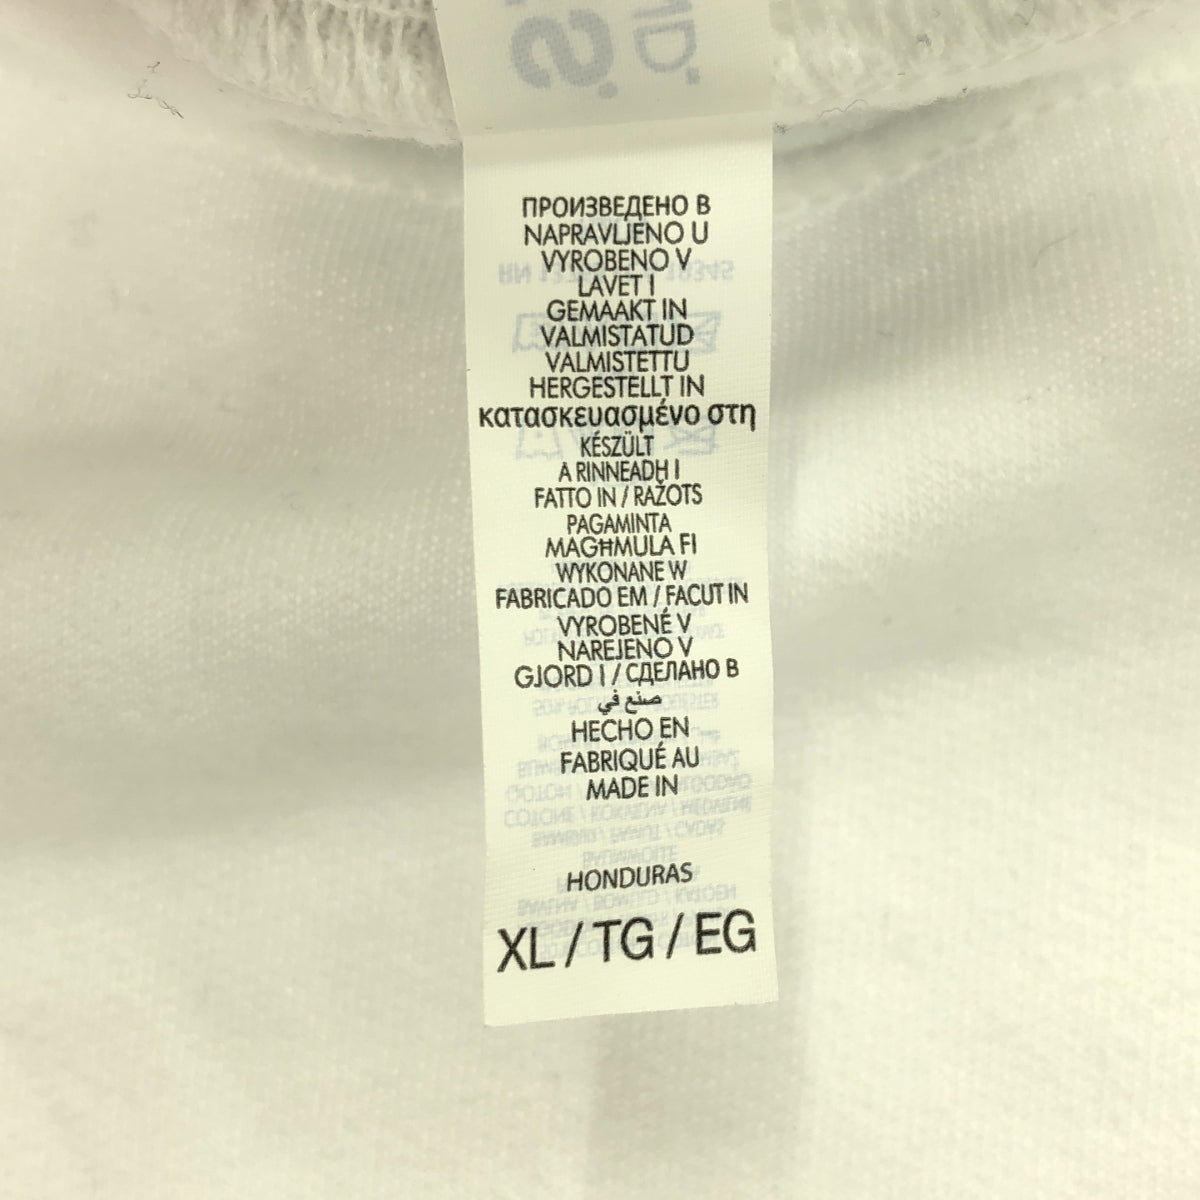 ПРОИЗВЕДЕНО В
NAPRAVLJENO U
VYROBENO V
LAVET I
GEMAAKT IN
VALMISTATUD
VALMISTETTU
HERGESTELLT IN
κατασκευασμένο στη
KÉSZÜLT
A RINNEADH I
FATTO IN / RAŽOTS
PAGAMINTA
MAGĦMULA FI
WYKONANE W
FABRICADO EM / FACUT IN
VYROBENÉ V
NAREJENO V
GJORD I / СДЕЛАНО В
صنع في
HECHO EN
FABRIQUÉ AU
MADE IN
HONDURAS
XL / TG / EG